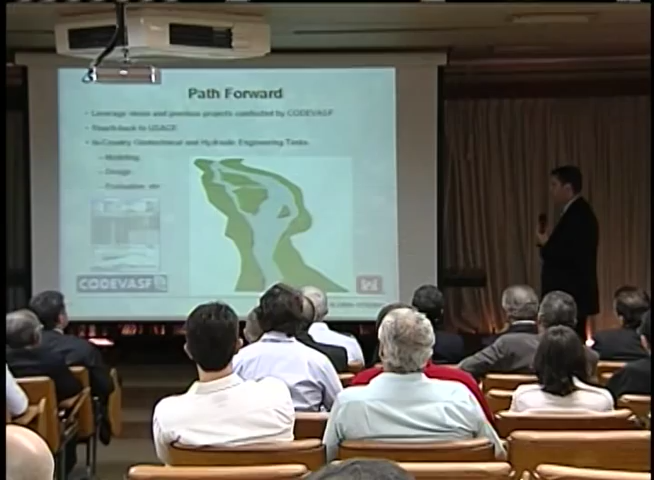 Path Forward
• Leverage and previous projects conducted by CODEVASF
• Reach-back to USACE
• In-Country Geotechnical and Hydraulic Engineering Tasks
– Modeling,
– Design,
– Evaluation, etc
CODEVASF